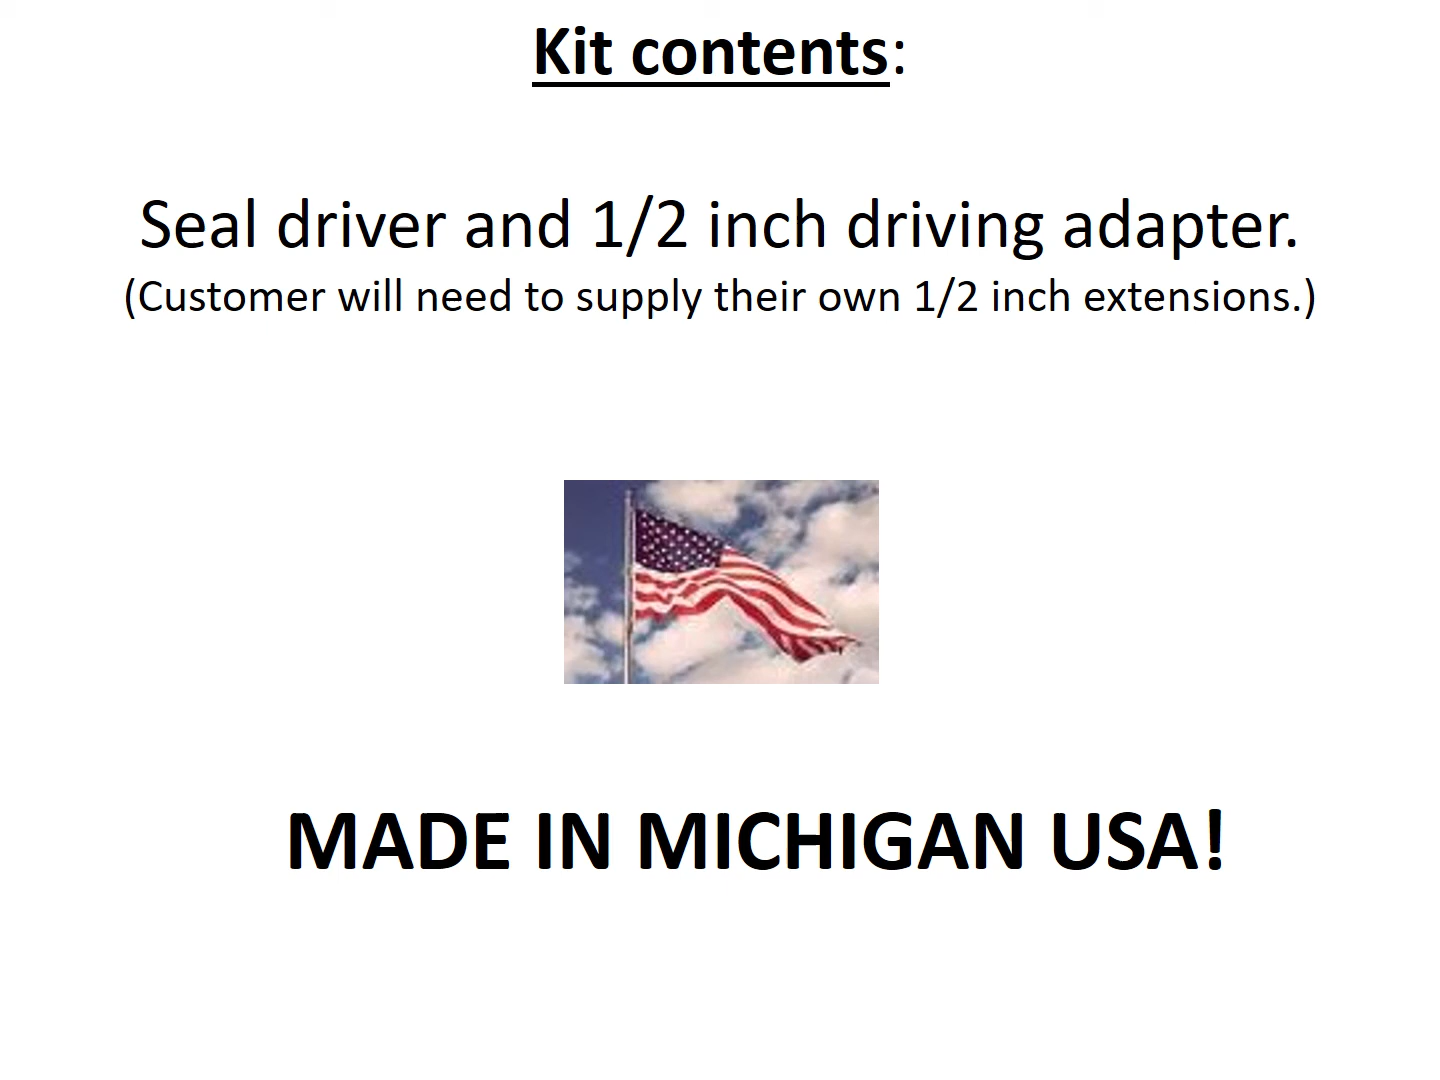 Kit contents:
Seal driver and 1/2 inch driving adapter.
(Customer will need to supply their own 1/2 inch extensions.)
MADE IN MICHIGAN USA!